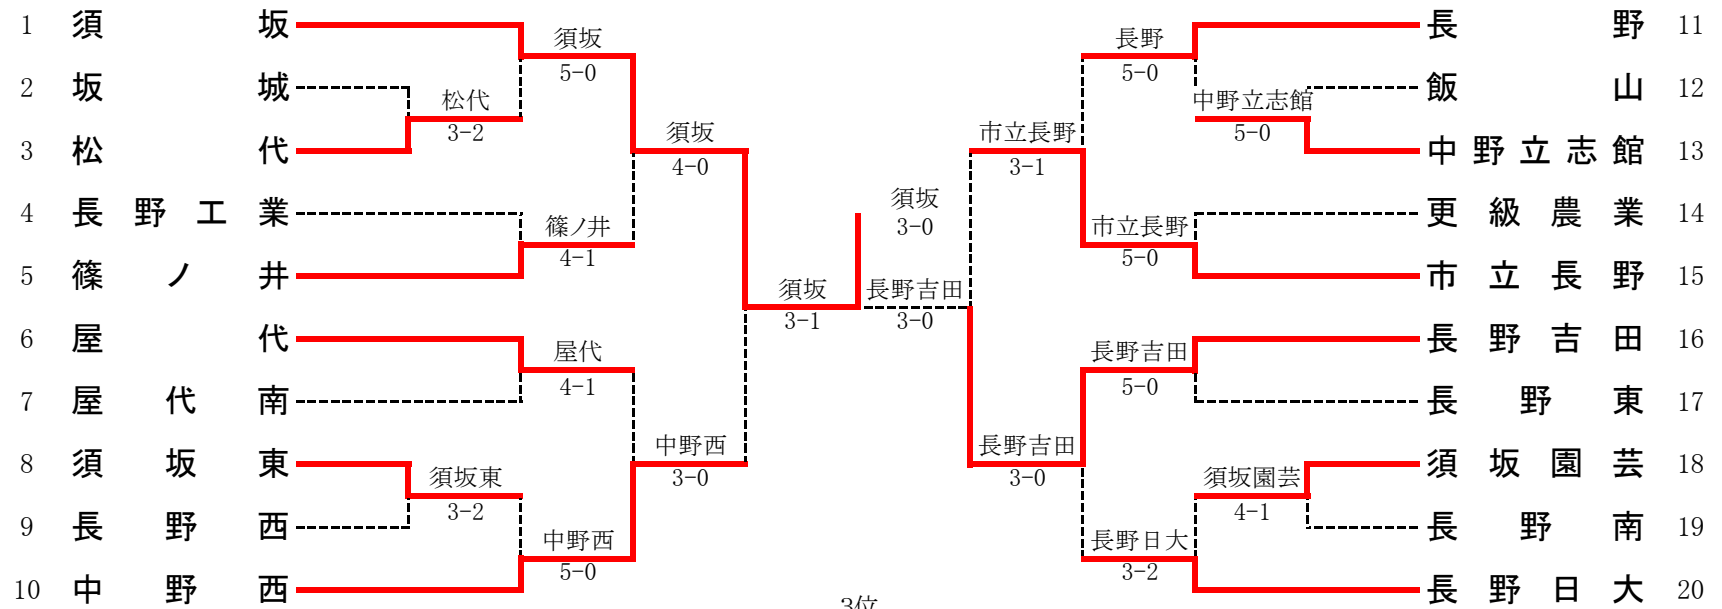 1 須坂
2 坂城
3 松代
4 長野工業
5 篠ノ井
6 屋代
7 屋代南
8 須坂東
9 長野西
10 中野西
須坂
5-0
松代
3-2
篠ノ井
4-1
屋代
4-1
須坂東
3-2
中野西
5-0
須坂
4-0
中野西
3-0
須坂
3-1
須坂
3-0
長野吉田
3-0
3位
市立長野
3-1
長野吉田
3-0
長野
5-0
中野立志館
5-0
市立長野
5-0
長野吉田
5-0
須坂園芸
4-1
長野日大
3-2
長野 11
飯山 12
中野立志館 13
更級農業 14
市立長野 15
長野吉田 16
長野東 17
須坂園芸 18
長野南 19
長野日大 20